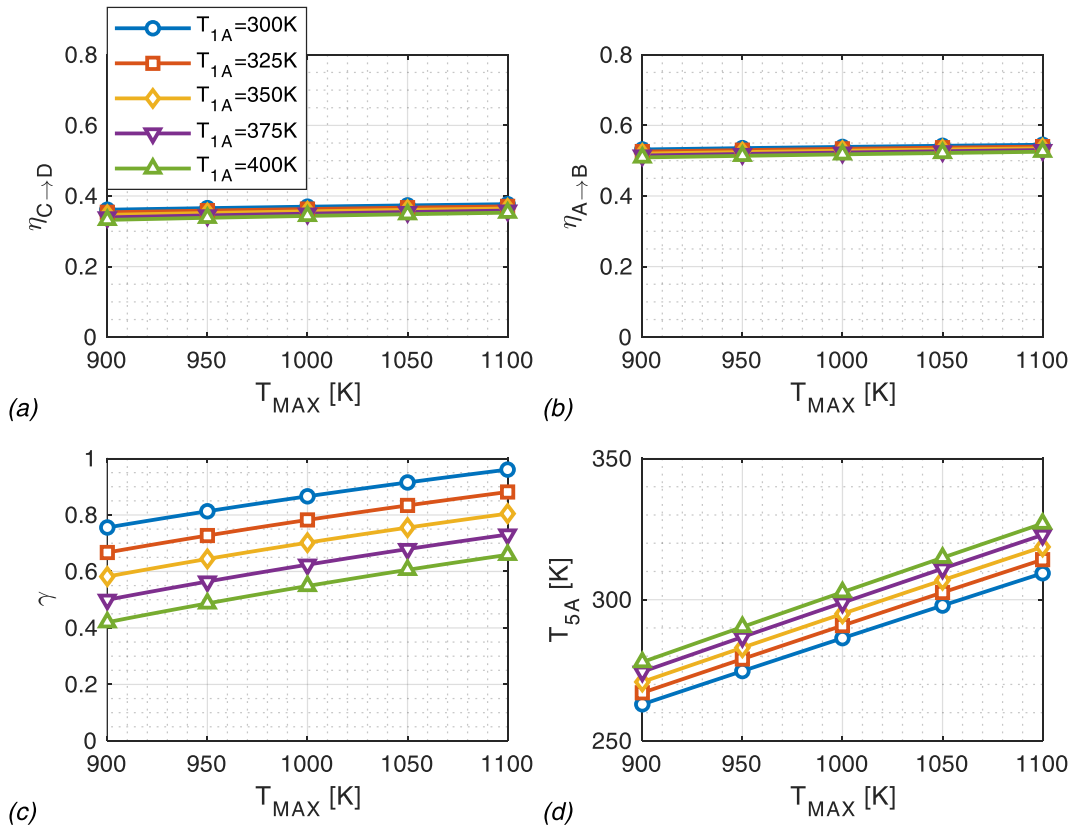 T1A=300K
T1A=325K
T1A=350K
T1A=375K
T1A=400K
0.8
0.6
0.4
0.2
0
ηC→D
900 950 1000 1050 1100
TMAX [K]
(a)
0.8
0.6
0.4
0.2
0
ηA→B
900 950 1000 1050 1100
TMAX [K]
(b)
1
0.8
0.6
0.4
0.2
0
γ
900 950 1000 1050 1100
TMAX [K]
(c)
350
300
250
T5A [K]
900 950 1000 1050 1100
TMAX [K]
(d)